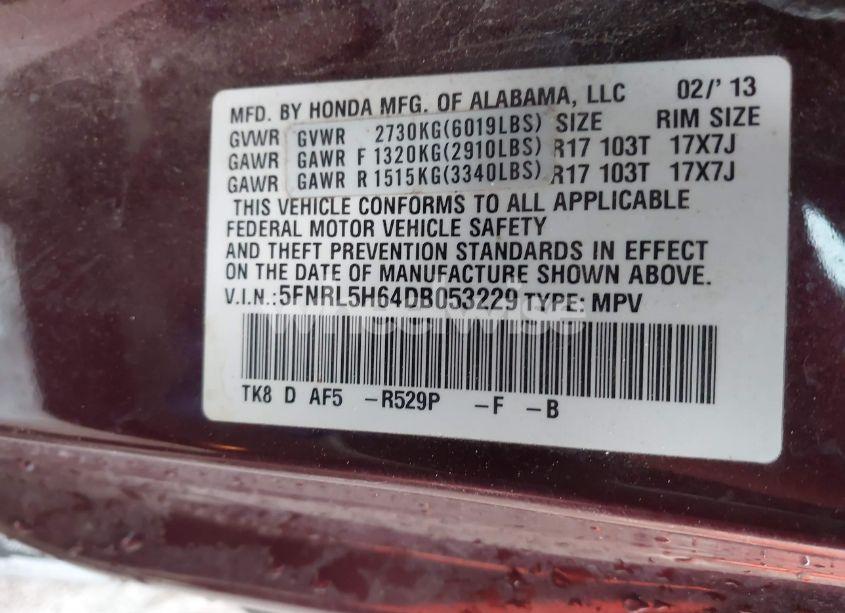 MFD. BY HONDA MFG. OF ALABAMA, LLC 02/' 13
GVWR GVWR 2730KG(6019LBS) SIZE RIM SIZE
GAWR GAWR F 1320KG(2910LBS) R17 103T 17X7J
GAWR GAWR R 1515KG(3340LBS) R17 103T 17X7J
THIS VEHICLE CONFORMS TO ALL APPLICABLE
FEDERAL MOTOR VEHICLE SAFETY
AND THEFT PREVENTION STANDARDS IN EFFECT
ON THE DATE OF MANUFACTURE SHOWN ABOVE.
V.I.N.:5FNRL5H64DB053229 TYPE: MPV
WheelWise
TK8 D AF5 -R529P -F -B